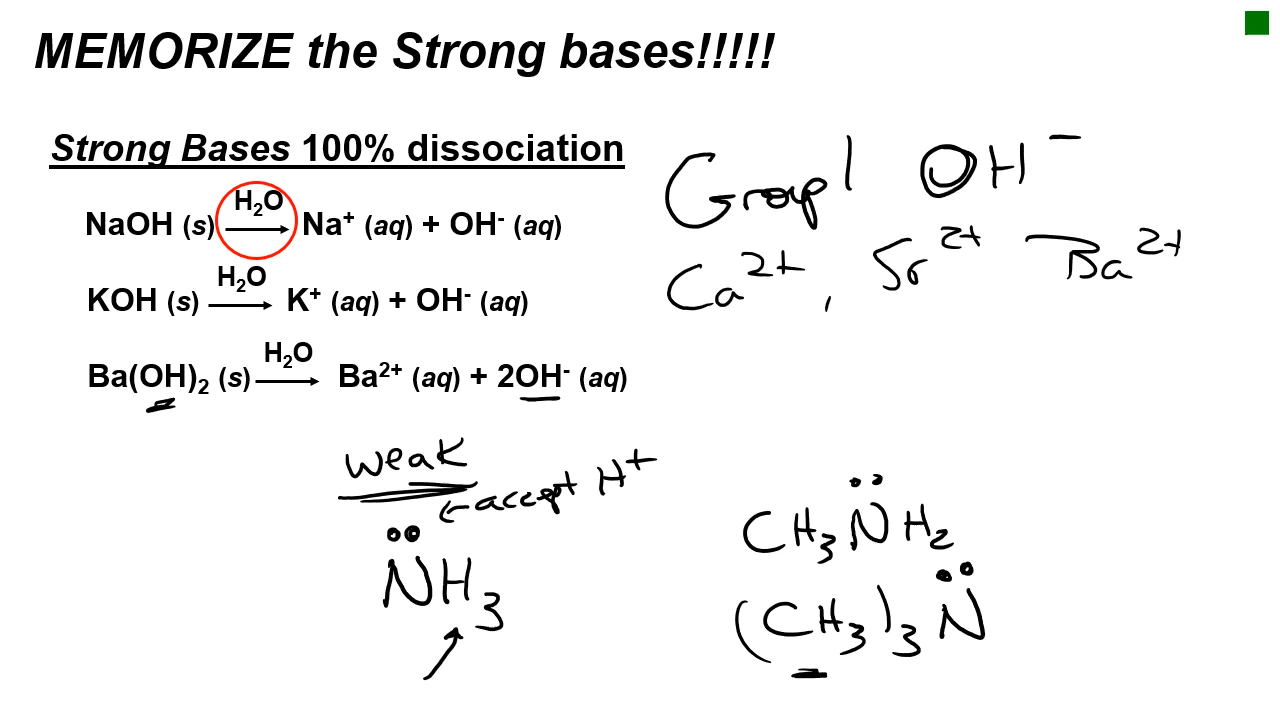 MEMORIZE the Strong bases!!!!!
Strong Bases 100% dissociation
H₂O
NaOH (s) ⟶ Na⁺ (aq) + OH⁻ (aq)
H₂O
KOH (s) ⟶ K⁺ (aq) + OH⁻ (aq)
H₂O
Ba(OH)₂ (s) ⟶ Ba²⁺ (aq) + 2OH⁻ (aq)
Group 1 OH⁻
Ca²⁺, Sr²⁺ Ba²⁺
weak
← accept H⁺
NH₃
CH₃NH₂
(CH₃)₃N